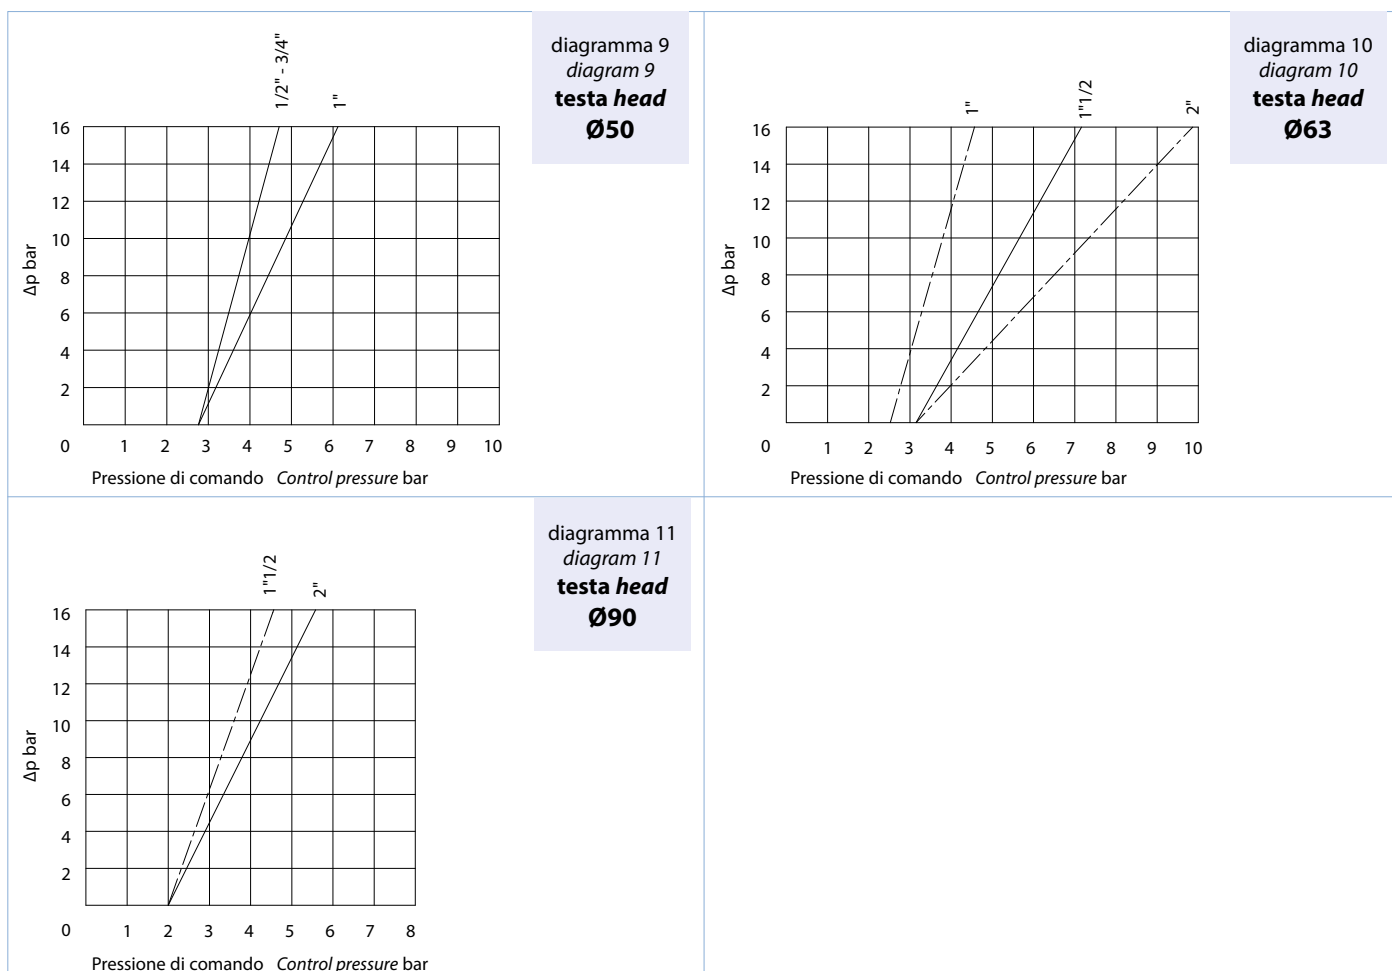 diagramma 9
diagram 9
testa head
Ø50
1/2" - 3/4"
1"
16
14
12
10
8
6
4
2
0
Δp bar
1 2 3 4 5 6 7 8 9 10
Pressione di comando Control pressure bar
diagramma 10
diagram 10
testa head
Ø63
1"
1"1/2
2"
16
14
12
10
8
6
4
2
0
Δp bar
1 2 3 4 5 6 7 8 9 10
Pressione di comando Control pressure bar
diagramma 11
diagram 11
testa head
Ø90
1"1/2
2"
16
14
12
10
8
6
4
2
0
Δp bar
1 2 3 4 5 6 7 8
Pressione di comando Control pressure bar